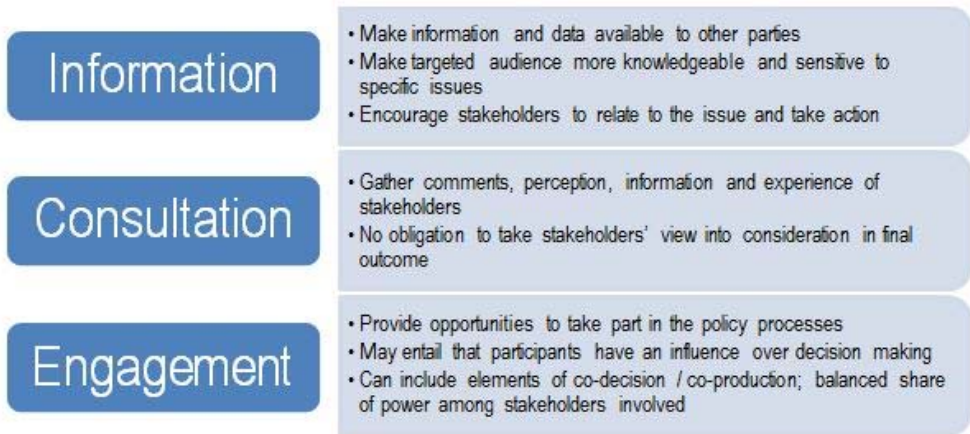 Information
• Make information and data available to other parties
• Make targeted audience more knowledgeable and sensitive to
specific issues
• Encourage stakeholders to relate to the issue and take action
Consultation
• Gather comments, perception, information and experience of
stakeholders
• No obligation to take stakeholders' view into consideration in final
outcome
Engagement
• Provide opportunities to take part in the policy processes
• May entail that participants have an influence over decision making
• Can include elements of co-decision / co-production; balanced share
of power among stakeholders involved